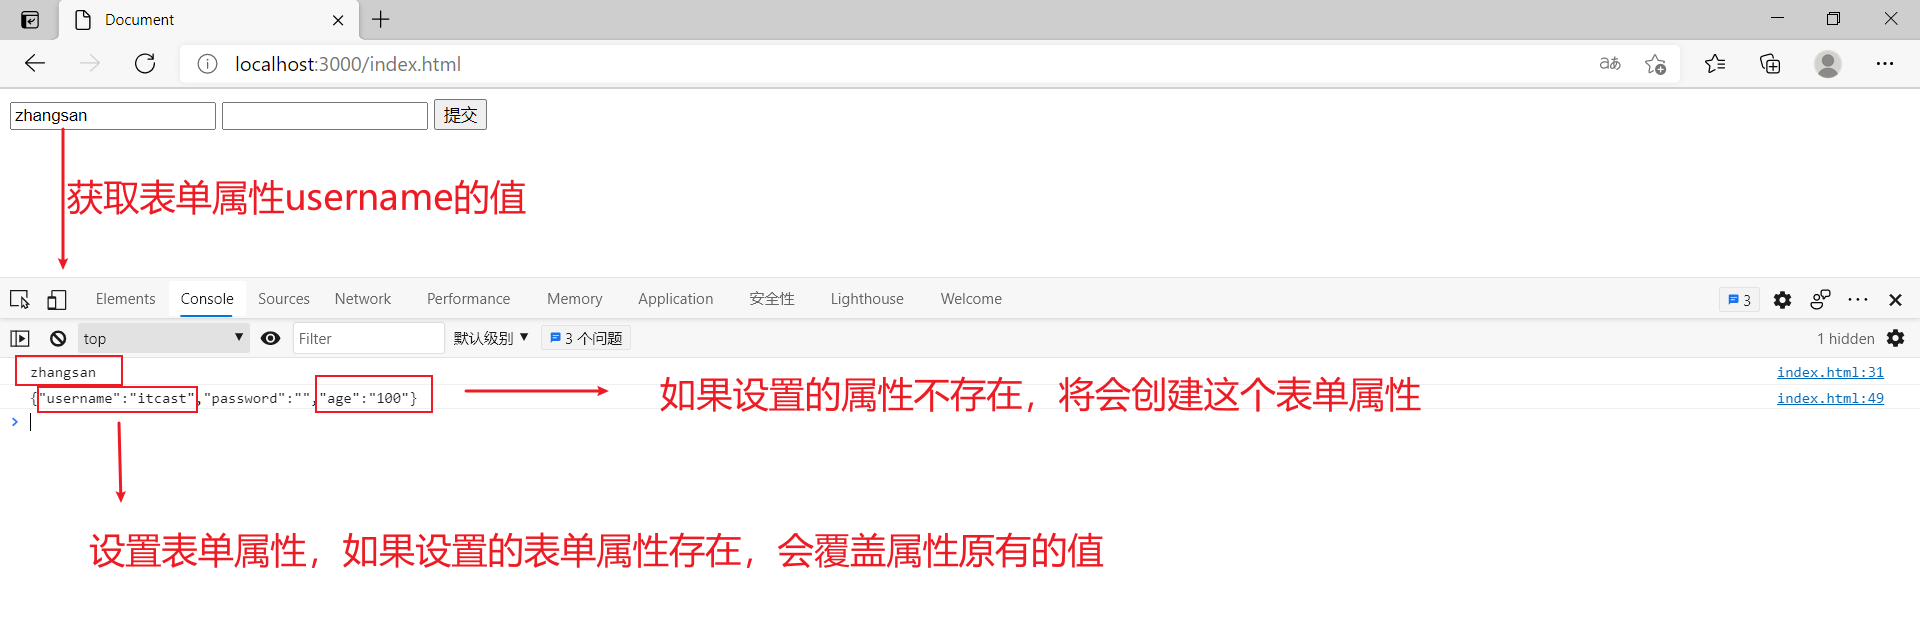 Document
localhost:3000/index.html
aあ
zhangsan 提交
获取表单属性username的值
Elements Console Sources Network Performance Memory Application 安全性 Lighthouse Welcome 3
top Filter 默认级别 3 个问题 1 hidden
zhangsan index.html:31
{"username":"itcast","password":"","age":"100"} index.html:49
如果设置的属性不存在，将会创建这个表单属性
设置表单属性，如果设置的表单属性存在，会覆盖属性原有的值